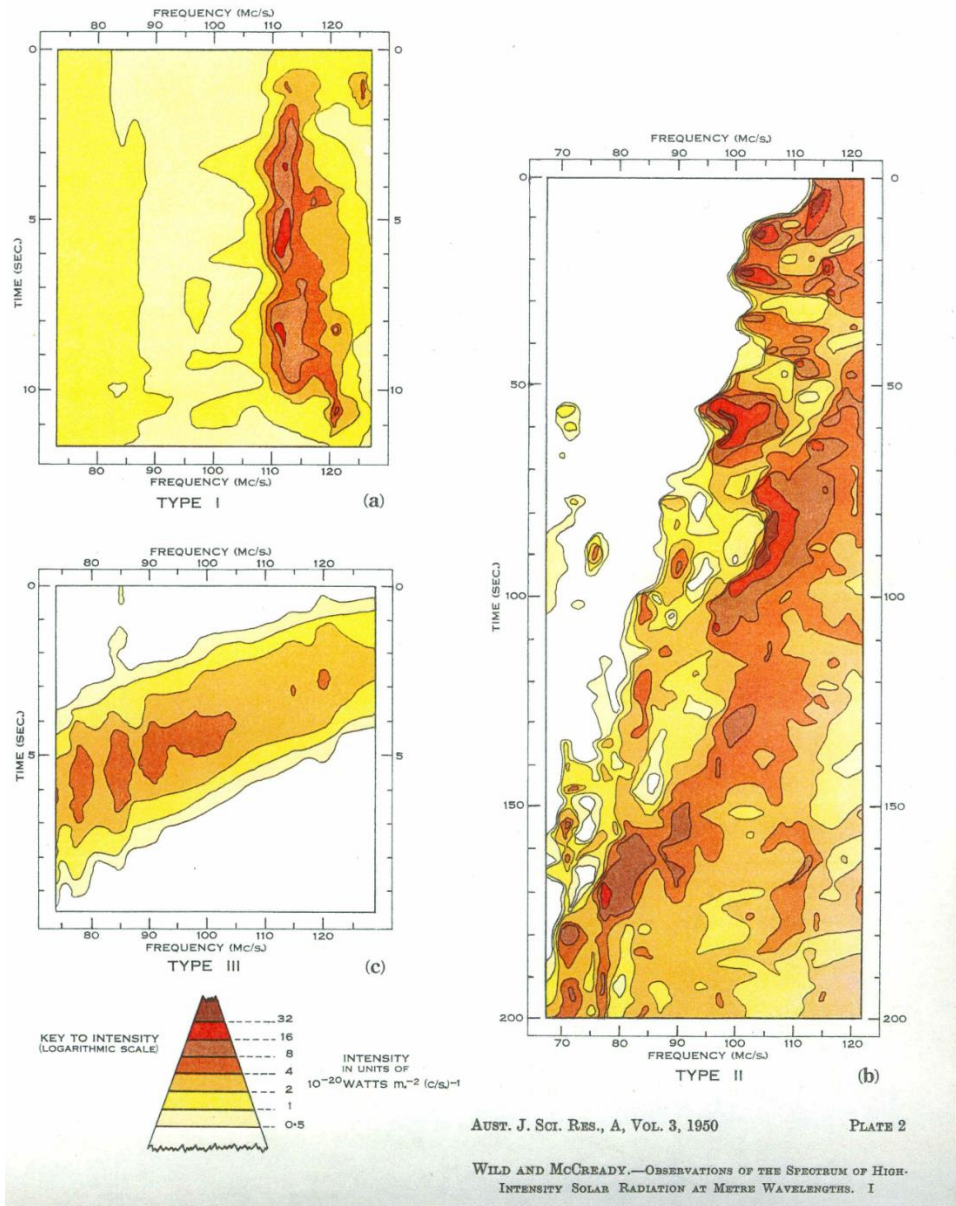 FREQUENCY (Mc/s.)
80 90 100 110 120
0 0
5 5
10 10
TIME (SEC.)
80 90 100 110 120
FREQUENCY (Mc/s.)
TYPE I (a)
FREQUENCY (Mc/s.)
80 90 100 110 120
0 0
5 5
TIME (SEC.)
80 90 100 110 120
FREQUENCY (Mc/s.)
TYPE III (c)
FREQUENCY (Mc/s.)
70 80 90 100 110 120
0 0
50 50
100 100
150 150
200 200
TIME (SEC.)
70 80 90 100 110 120
FREQUENCY (Mc/s.)
TYPE II (b)
KEY TO INTENSITY
(LOGARITHMIC SCALE)
32
16
8
4
2
1
0·5
INTENSITY
IN UNITS OF
10⁻²⁰ WATTS m.⁻² (c/s.)⁻¹
AUST. J. SCI. RES., A, VOL. 3, 1950 PLATE 2
WILD AND MCCREADY.—OBSERVATIONS OF THE SPECTRUM OF HIGH-
INTENSITY SOLAR RADIATION AT METRE WAVELENGTHS. I